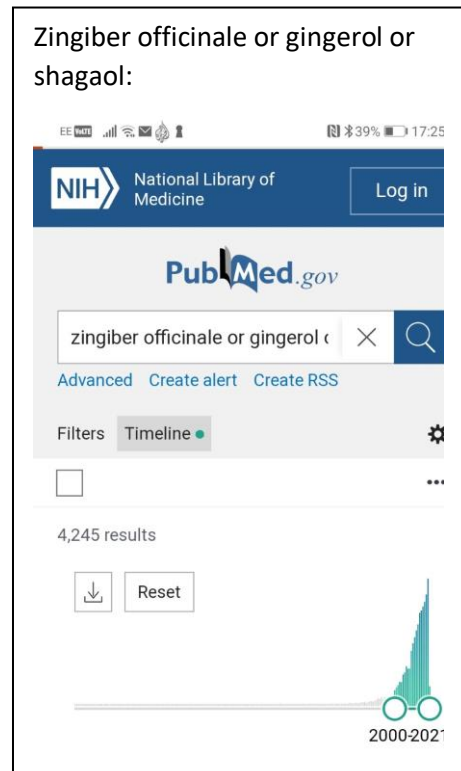 Zingiber officinale or gingerol or
shagaol:
EE VoLTE 39% 17:25
NIH National Library of
Medicine
Log in
PubMed.gov
zingiber officinale or gingerol
Advanced Create alert Create RSS
Filters Timeline
4,245 results
Reset
2000-2021